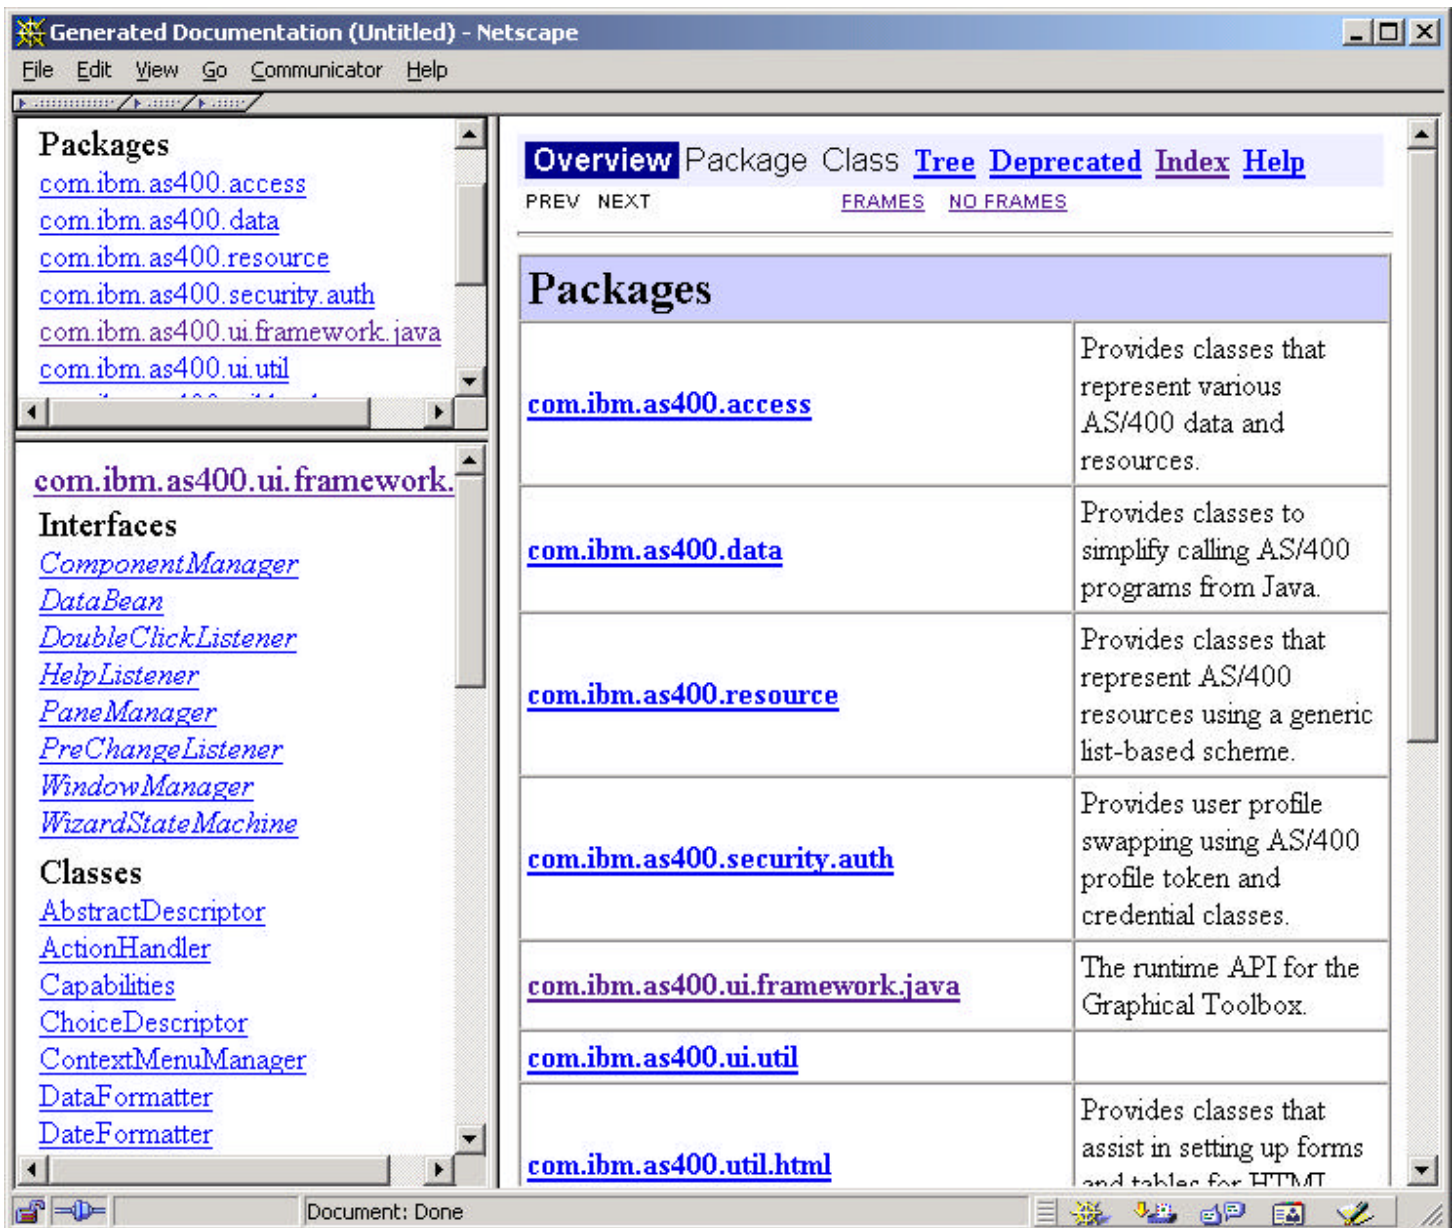 Generated Documentation (Untitled) - Netscape
File Edit View Go Communicator Help
Packages
com.ibm.as400.access
com.ibm.as400.data
com.ibm.as400.resource
com.ibm.as400.security.auth
com.ibm.as400.ui.framework.java
com.ibm.as400.ui.util
com.ibm.as400.ui.framework.
Interfaces
ComponentManager
DataBean
DoubleClickListener
HelpListener
PaneManager
PreChangeListener
WindowManager
WizardStateMachine
Classes
AbstractDescriptor
ActionHandler
Capabilities
ChoiceDescriptor
ContextMenuManager
DataFormatter
DateFormatter
Overview Package Class Tree Deprecated Index Help
PREV NEXT FRAMES NO FRAMES
Packages
com.ibm.as400.access
Provides classes that
represent various
AS/400 data and
resources.
com.ibm.as400.data
Provides classes to
simplify calling AS/400
programs from Java.
com.ibm.as400.resource
Provides classes that
represent AS/400
resources using a generic
list-based scheme.
com.ibm.as400.security.auth
Provides user profile
swapping using AS/400
profile token and
credential classes.
com.ibm.as400.ui.framework.java
The runtime API for the
Graphical Toolbox.
com.ibm.as400.ui.util
com.ibm.as400.util.html
Provides classes that
assist in setting up forms
and tables for HTML
Document: Done